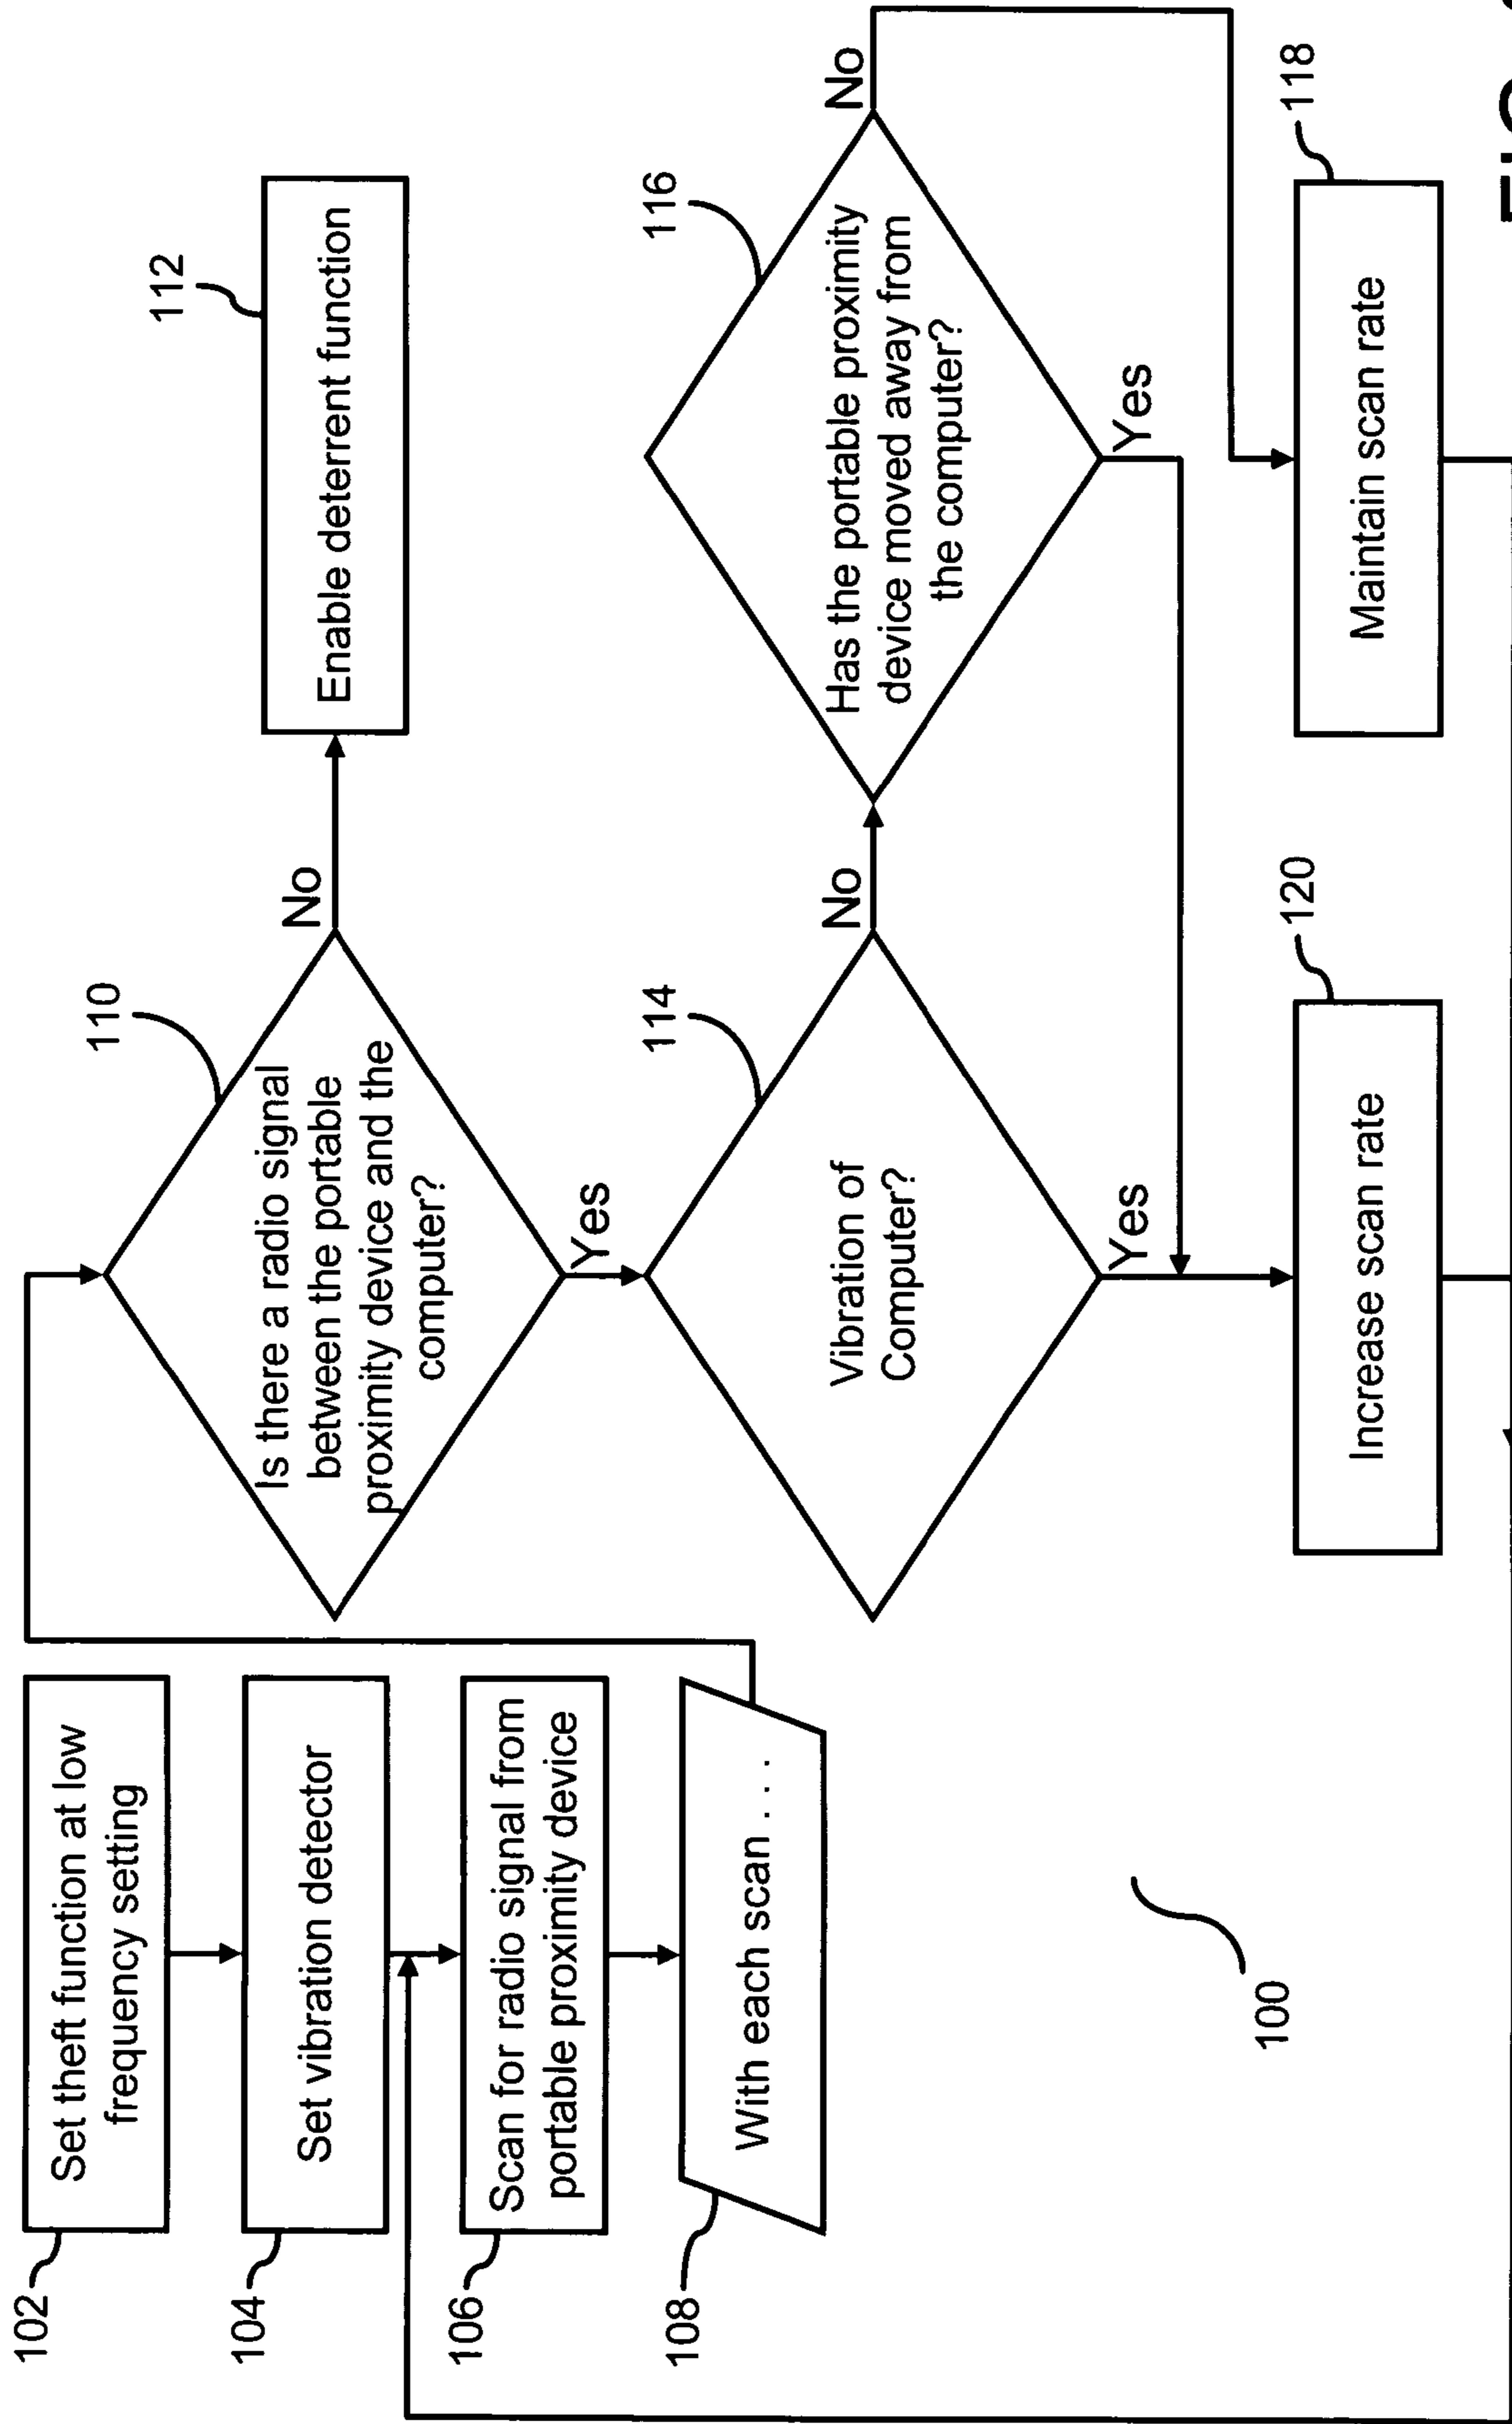 102
Set theft function at low
frequency setting
104
Set vibration detector
106
Scan for radio signal from
portable proximity device
108
With each scan . . . .
110
Is there a radio signal
between the portable
proximity device and the
computer?
No
Yes
112
Enable deterrent function
114
Vibration of
Computer?
No
Yes
116
Has the portable proximity
device moved away from
the computer?
No
Yes
120
Increase scan rate
118
Maintain scan rate
100